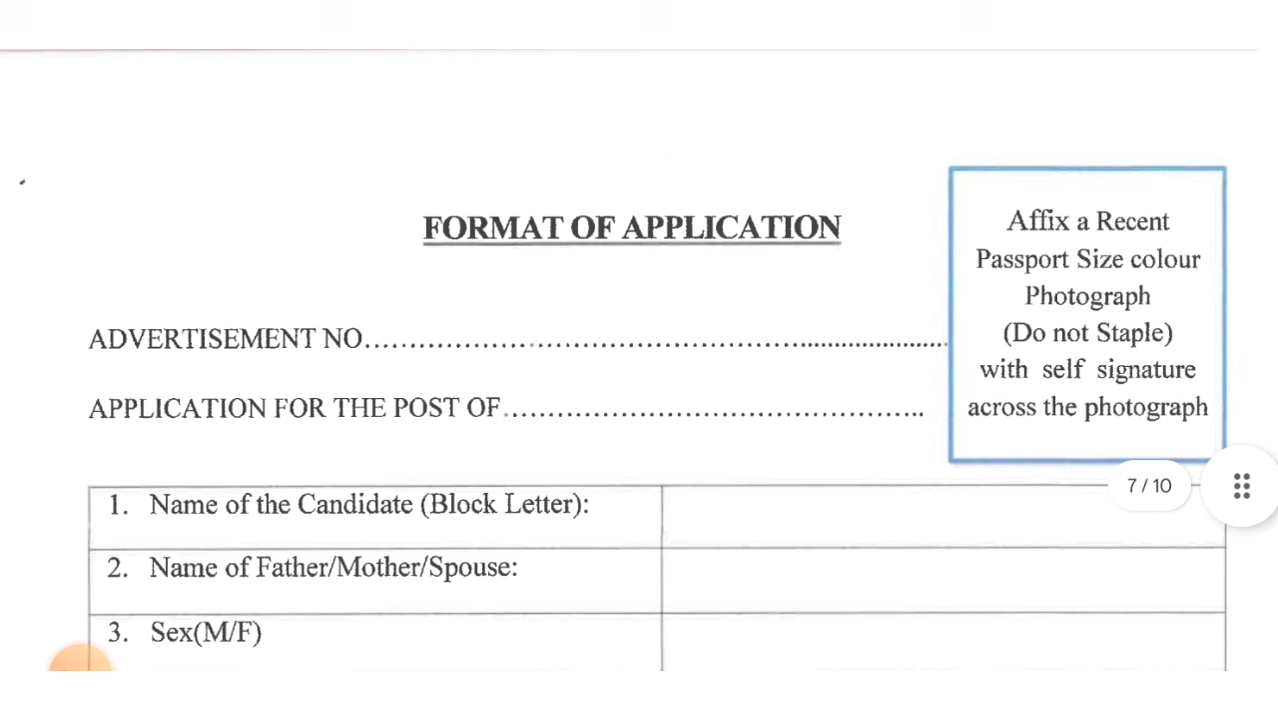 FORMAT OF APPLICATION
Affix a Recent
Passport Size colour
Photograph
(Do not Staple)
with self signature
across the photograph
ADVERTISEMENT NO.......................................................................
APPLICATION FOR THE POST OF...................................................
1. Name of the Candidate (Block Letter):
7 / 10
2. Name of Father/Mother/Spouse:
3. Sex(M/F)